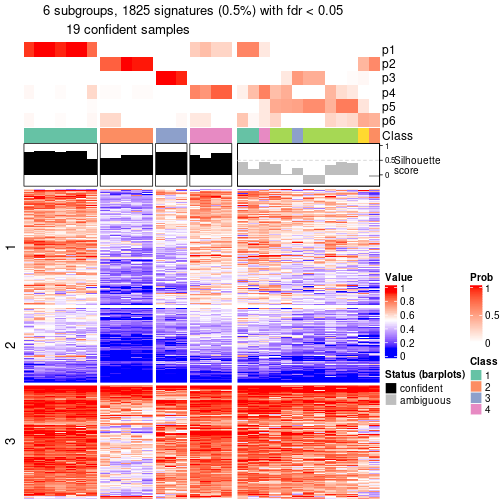 6 subgroups, 1825 signatures (0.5%) with fdr < 0.05
19 confident samples
p1
p2
p3
p4
p5
p6
Class
1
0.5
0
Silhouette
score
1
2
3
Value
1
0.8
0.6
0.4
0.2
0
Status (barplots)
confident
ambiguous
Prob
1
0.5
0
Class
1
2
3
4